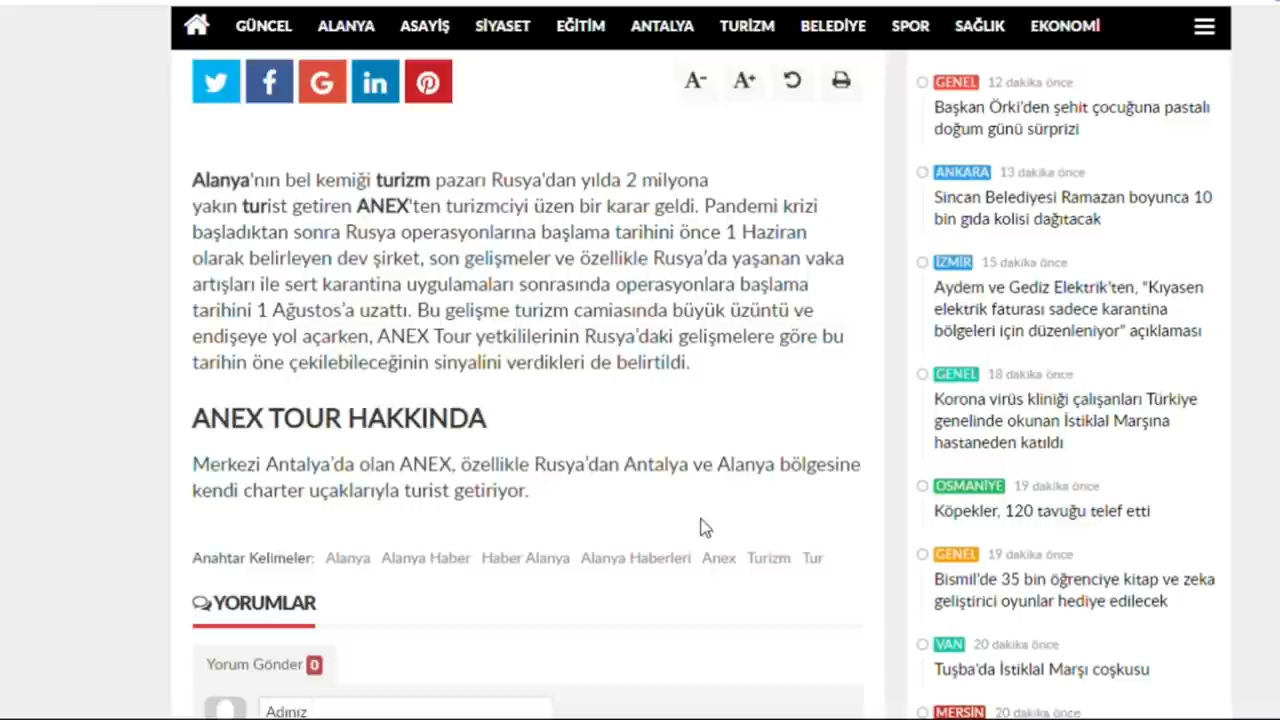 GÜNCEL ALANYA ASAYİŞ SİYASET EĞİTİM ANTALYA TURİZM BELEDİYE SPOR SAĞLIK EKONOMİ
A- A+
Alanya'nın bel kemiği turizm pazarı Rusya'dan yılda 2 milyona
yakın turist getiren ANEX'ten turizmciyi üzen bir karar geldi. Pandemi krizi
başladıktan sonra Rusya operasyonlarına başlama tarihini önce 1 Haziran
olarak belirleyen dev şirket, son gelişmeler ve özellikle Rusya’da yaşanan vaka
artışları ile sert karantina uygulamaları sonrasında operasyonlara başlama
tarihini 1 Ağustos’a uzattı. Bu gelişme turizm camiasında büyük üzüntü ve
endişeye yol açarken, ANEX Tour yetkililerinin Rusya’daki gelişmelere göre bu
tarihin öne çekilebileceğinin sinyalini verdikleri de belirtildi.
ANEX TOUR HAKKINDA
Merkezi Antalya’da olan ANEX, özellikle Rusya’dan Antalya ve Alanya bölgesine
kendi charter uçaklarıyla turist getiriyor.
Anahtar Kelimeler: Alanya Alanya Haber Haber Alanya Alanya Haberleri Anex Turizm Tur
YORUMLAR
Yorum Gönder 0
Adınız
GENEL 12 dakika önce
Başkan Örki’den şehit çocuğuna pastalı
doğum günü sürprizi
ANKARA 13 dakika önce
Sincan Belediyesi Ramazan boyunca 10
bin gıda kolisi dağıtacak
İZMİR 15 dakika önce
Aydem ve Gediz Elektrik’ten, “Kıyasen
elektrik faturası sadece karantina
bölgeleri için düzenleniyor” açıklaması
GENEL 18 dakika önce
Korona virüs kliniği çalışanları Türkiye
genelinde okunan İstiklal Marşına
hastaneden katıldı
OSMANİYE 19 dakika önce
Köpekler, 120 tavuğu telef etti
GENEL 19 dakika önce
Bismil’de 35 bin öğrenciye kitap ve zeka
geliştirici oyunlar hediye edilecek
VAN 20 dakika önce
Tuşba’da İstiklal Marşı coşkusu
MERSİN 20 dakika önce